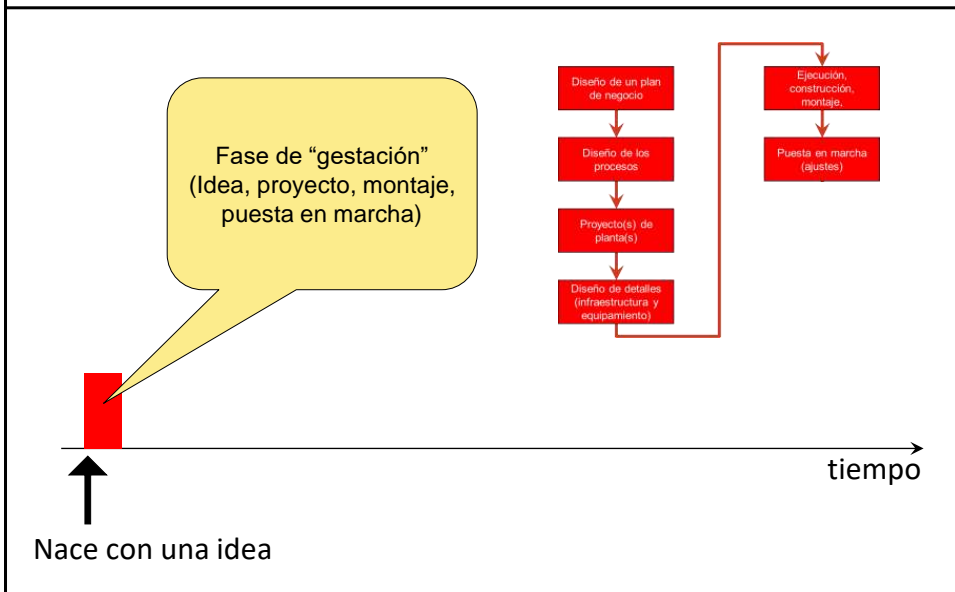 Fase de “gestación”
(Idea, proyecto, montaje,
puesta en marcha)
Diseño de un plan
de negocio
Diseño de los
procesos
Proyecto(s) de
planta(s)
Diseño de detalles
(infraestructura y
equipamiento)
Ejecución,
construcción,
montaje,
Puesta en marcha
(ajustes)
tiempo
Nace con una idea